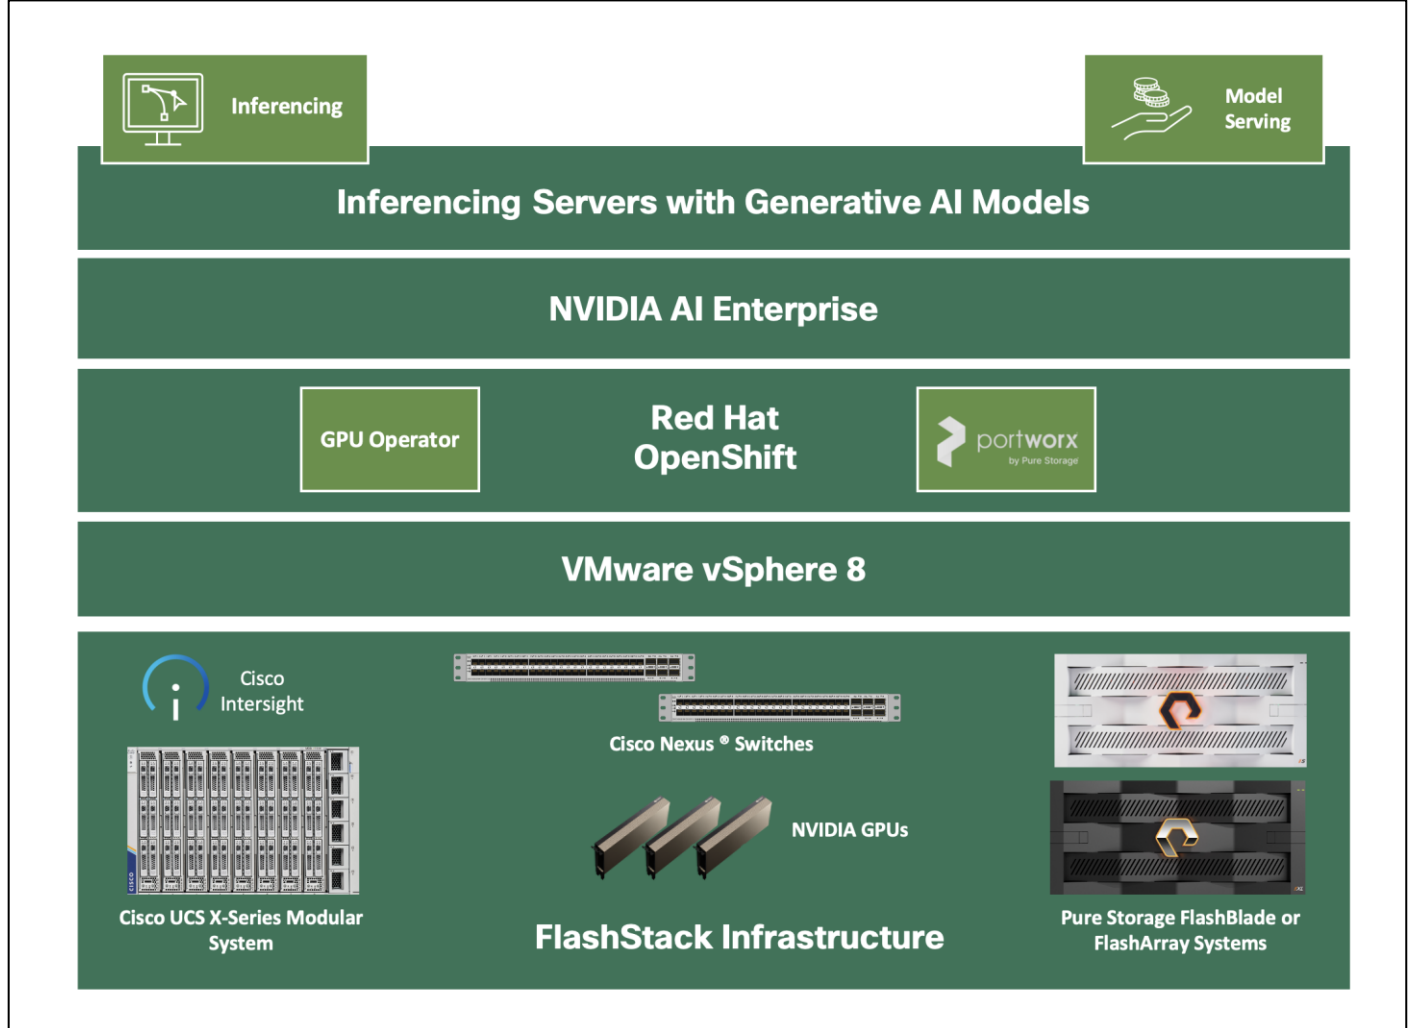 Inferencing
Model
Serving
Inferencing Servers with Generative AI Models
NVIDIA AI Enterprise
GPU Operator
Red Hat
OpenShift
portworx
by Pure Storage
VMware vSphere 8
Cisco
Intersight
Cisco Nexus ® Switches
NVIDIA GPUs
CISCO
Cisco UCS X-Series Modular
System
FlashStack Infrastructure
Pure Storage FlashBlade or
FlashArray Systems